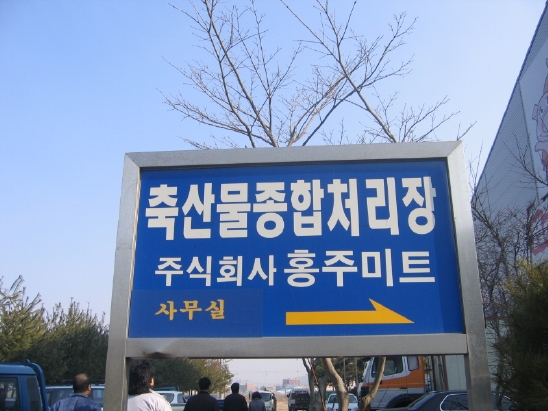 축산물종합처리장
주식회사 홍주미트
사무실